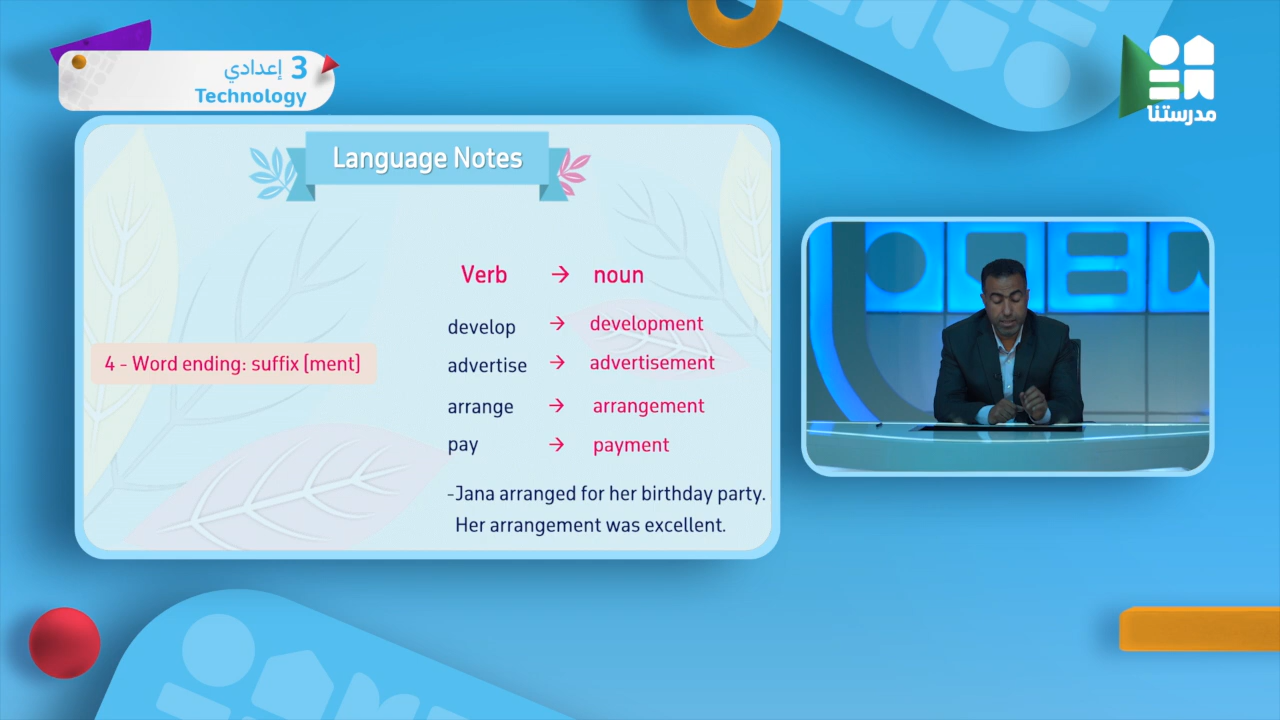 3 إعدادي
Technology
مدرستنا
Language Notes
Verb → noun
develop → development
advertise → advertisement
4 - Word ending: suffix (ment)
arrange → arrangement
pay → payment
-Jana arranged for her birthday party.
Her arrangement was excellent.